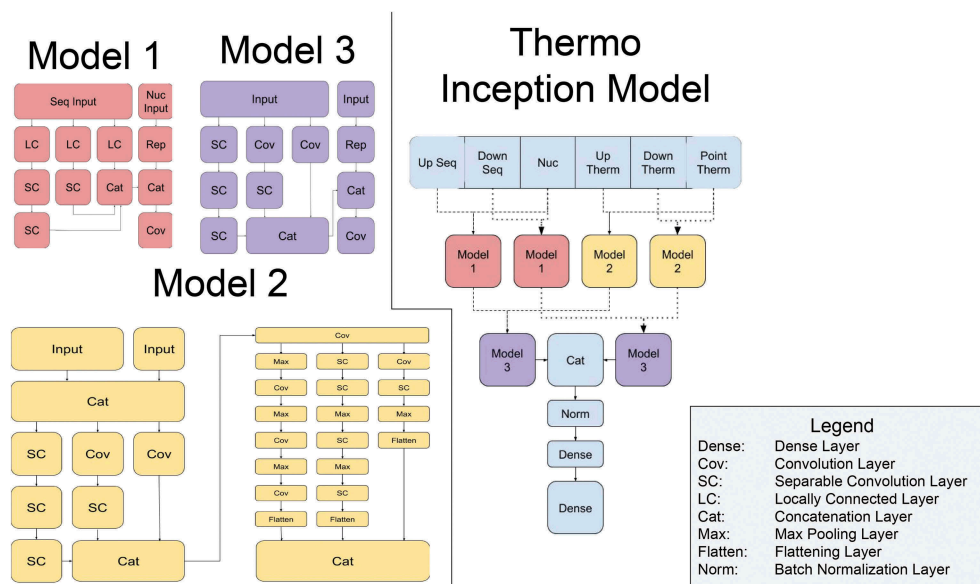 Model 1
Seq Input
Nuc
Input
LC
LC
LC
Rep
SC
SC
Cat
Cat
SC
Cov
Model 3
Input
Input
SC
Cov
Cov
Rep
SC
SC
Cat
SC
Cat
Cov
Model 2
Input
Input
Cat
SC
Cov
Cov
SC
SC
SC
Cat
Cov
Max
SC
Cov
Cov
SC
SC
Max
Max
Max
Cov
SC
Flatten
Max
Max
Cov
SC
Flatten
Flatten
Cat
Thermo
Inception Model
Up Seq
Down
Seq
Nuc
Up
Therm
Down
Therm
Point
Therm
Model
1
Model
1
Model
2
Model
2
Model
3
Cat
Model
3
Norm
Dense
Dense
Legend
Dense: Dense Layer
Cov: Convolution Layer
SC: Separable Convolution Layer
LC: Locally Connected Layer
Cat: Concatenation Layer
Max: Max Pooling Layer
Flatten: Flattening Layer
Norm: Batch Normalization Layer